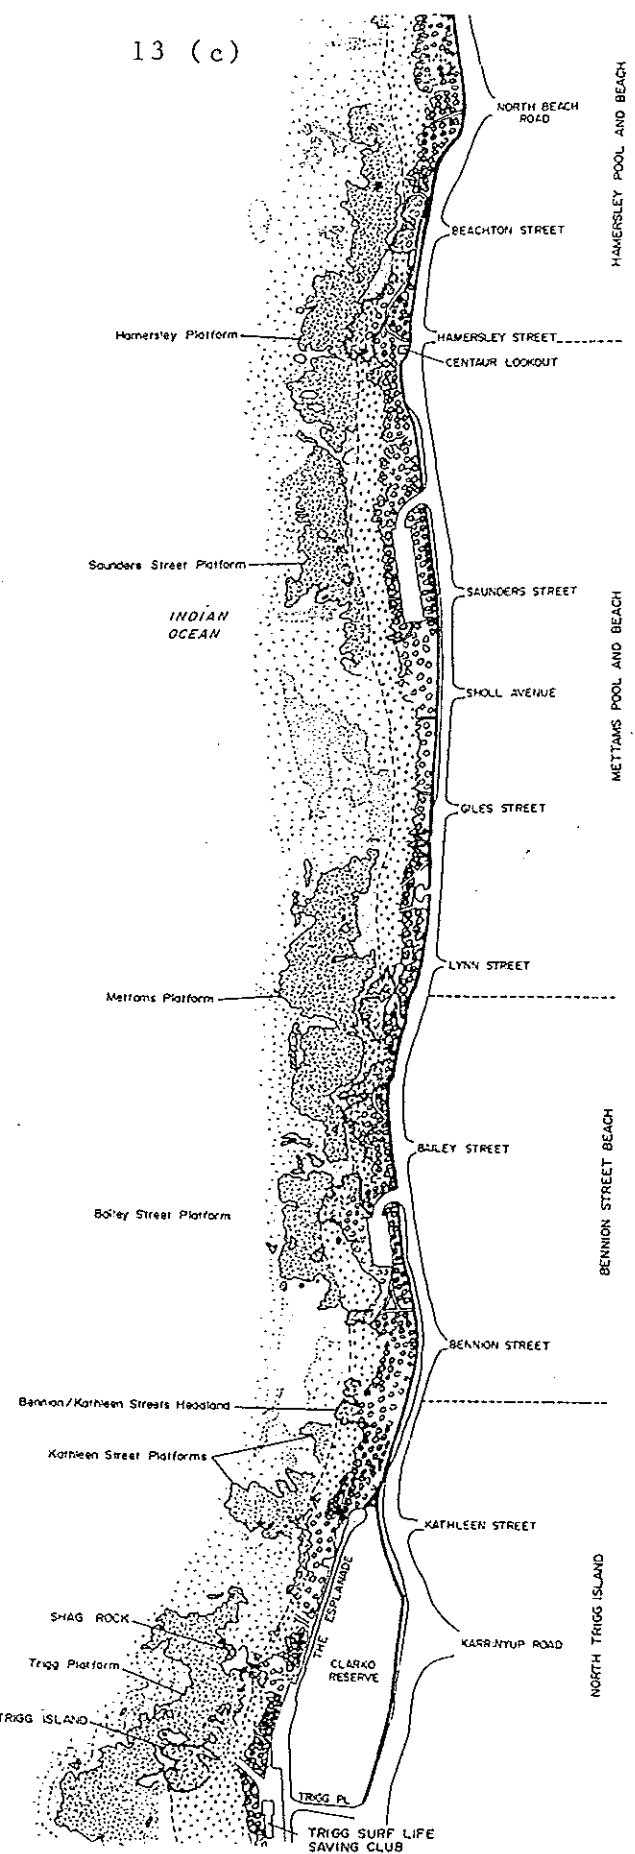 13 (c)
NORTH BEACH
ROAD
HAMERSLEY POOL AND BEACH
BEACHTON STREET
Hamersley Platform
HAMERSLEY STREET
CENTAUR LOOKOUT
Saunders Street Platform
SAUNDERS STREET
INDIAN
OCEAN
METTAMS POOL AND BEACH
SHOLL AVENUE
GILES STREET
LYNN STREET
Mettams Platform
BAILEY STREET
BENNION STREET BEACH
Bailey Street Platform
BENNION STREET
Bennion/Kathleen Streets Headland
Kathleen Street Platforms
KATHLEEN STREET
THE ESPLANADE
NORTH TRIGG ISLAND
SHAG ROCK
KARRINYUP ROAD
Trigg Platform
CLARKO
RESERVE
TRIGG ISLAND
TRIGG PL
TRIGG SURF LIFE
SAVING CLUB